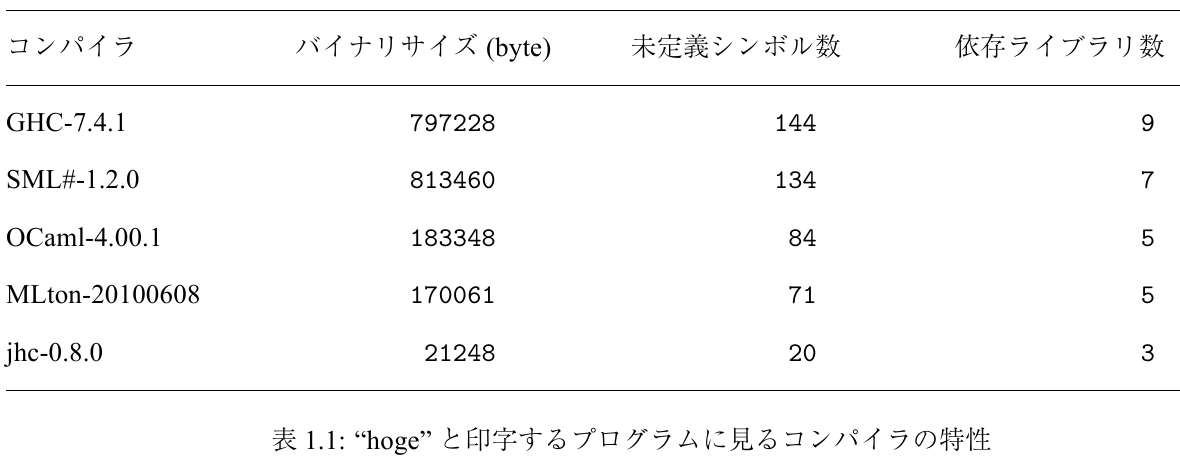 コンパイラ バイナリサイズ (byte) 未定義シンボル数 依存ライブラリ数
GHC-7.4.1 797228 144 9
SML#-1.2.0 813460 134 7
OCaml-4.00.1 183348 84 5
MLton-20100608 170061 71 5
jhc-0.8.0 21248 20 3
表 1.1: “hoge” と印字するプログラムに見るコンパイラの特性